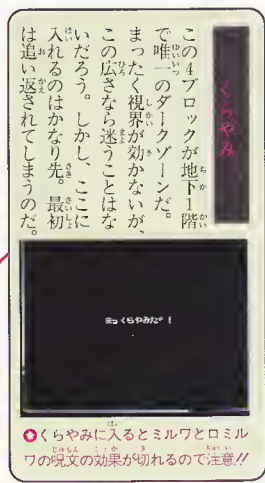 くらやみ
この4ブロックが地下1階
で唯一のダークゾーンだ。
まったく視界が効かないが、
この広さなら迷うことはな
いだろう。しかし、ここに
入れるのはかなり先。最初
は追い返されてしまうのだ。
まっくらやみだ！
✪くらやみに入るとミルワとロミル
ワの呪文の効果が切れるので注意!!